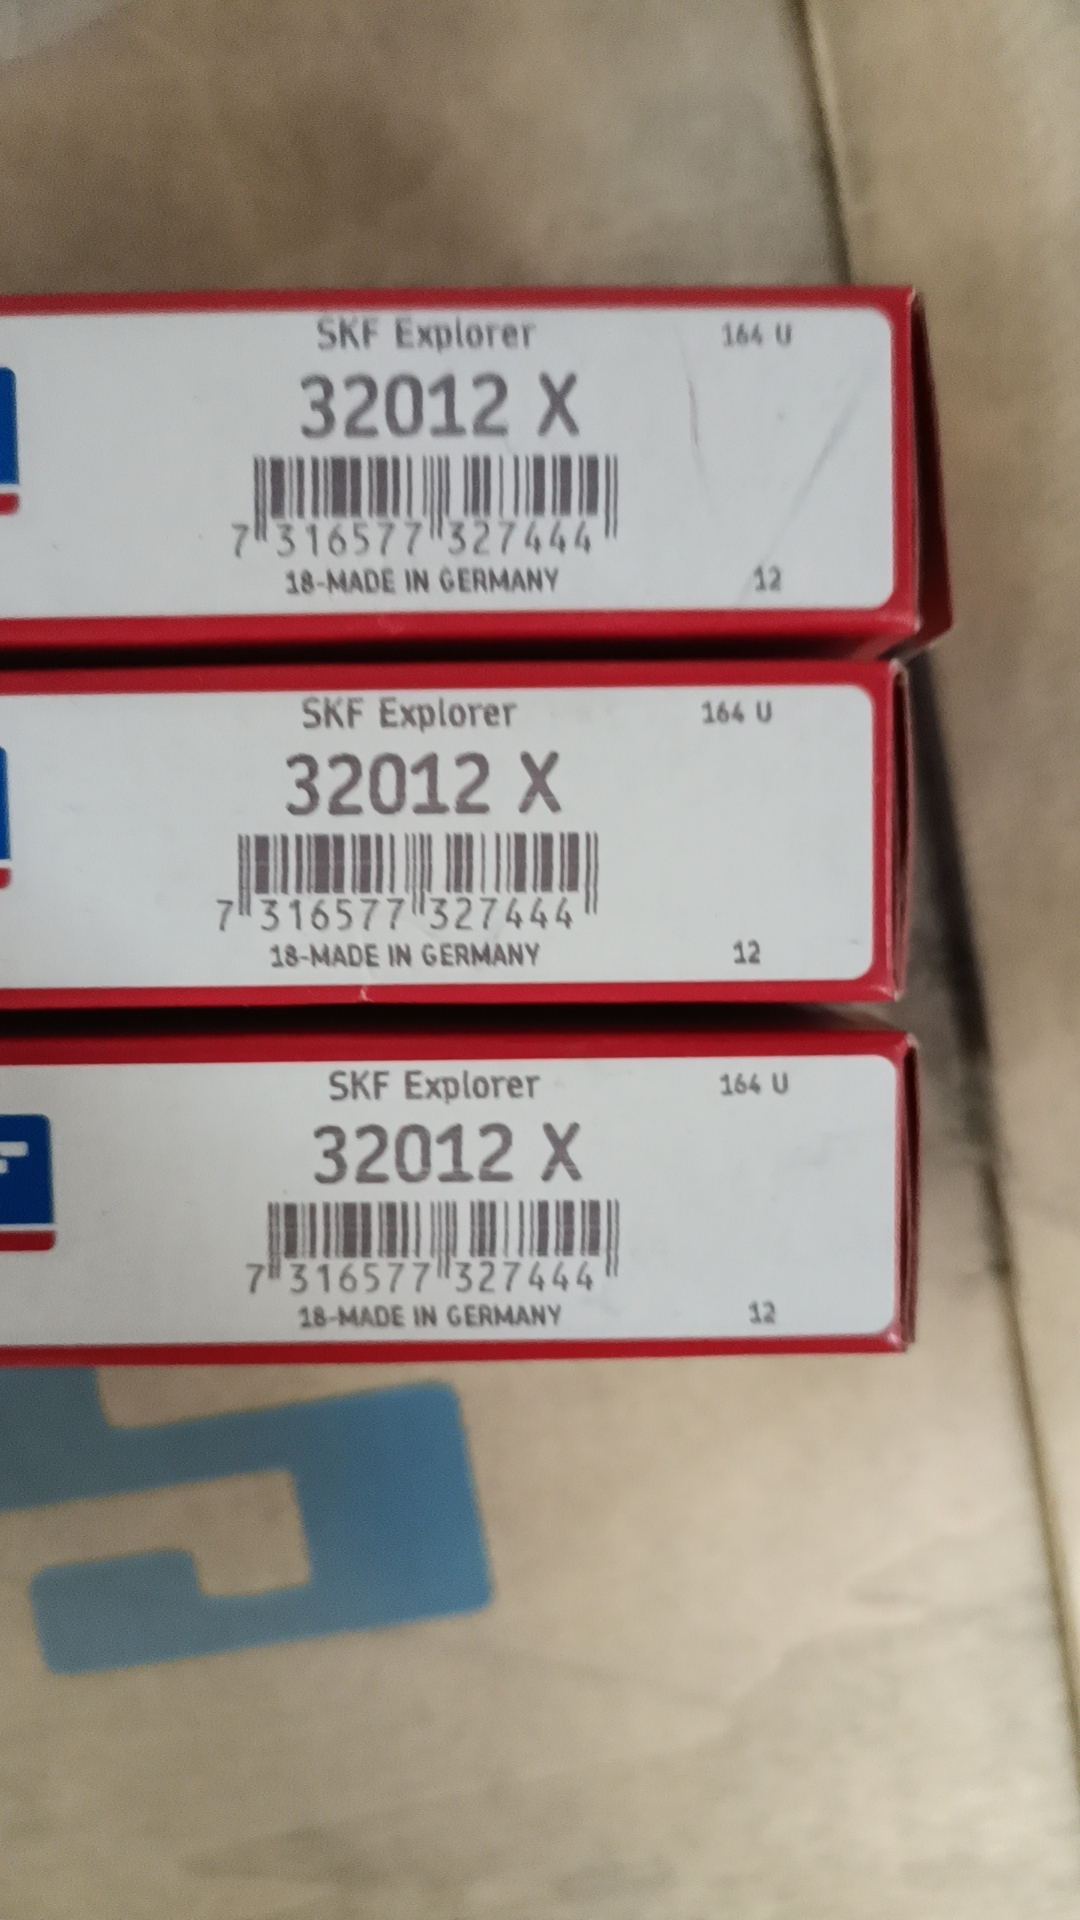 SKF Explorer 164 U
32012 X
7 316577 327444
18-MADE IN GERMANY 12
SKF Explorer 164 U
32012 X
7 316577 327444
18-MADE IN GERMANY 12
SKF Explorer 164 U
32012 X
7 316577 327444
18-MADE IN GERMANY 12